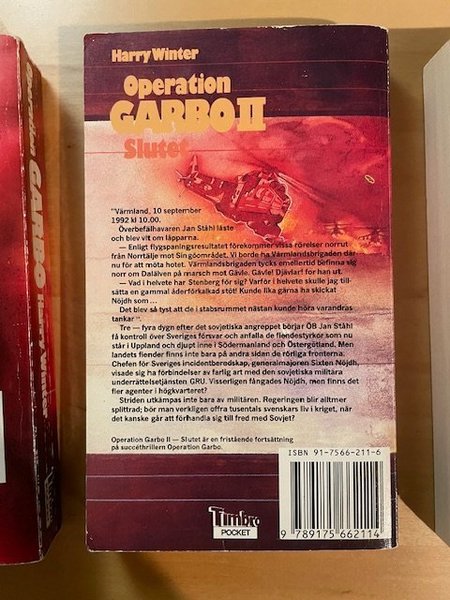 Harry Winter
Operation
GARBO II
Slutet
"Värmland, 10 september
1992 kl 10.00.
Överbefälhavaren Jan Ståhl läste
och blev vit om läpparna.
— Enligt flygspaningsresultatet förekommer vissa rörelser norrut
från Norrtälje mot Singöområdet. Vi borde ha Värmlandsbrigaden där-
nu för att möta hotet. Värmlandsbrigaden tycks emellertid befinna sig
norr om Dalälven på marsch mot Gävle. Gävle! Djävlar! for han ut.
— Vad i helvete har Stenberg för sig? Varför i helvete skulle jag till-
sätta en gammal åderförkalkad stöt! Kunde lika gärna ha skickat
Nöjdh som ...
Det blev så tyst att de i stabsrummet nästan kunde höra varandras
tankar".
Tre — fyra dygn efter det sovjetiska angreppet börjar ÖB Jan Ståhl
få kontroll över Sveriges försvar och anfalla de fiendestyrkor som nu
står i Uppland och djupt inne i Södermanland och Östergötland. Men
landets fiender finns inte bara på andra sidan de rörliga fronterna.
Chefen för Sveriges incidentberedskap, generalmajoren Sixten Nöjdh,
visade sig ha förbindelser av farlig art med den sovjetiska militära
underrättelsetjänsten GRU. Visserligen fångades Nöjdh, men finns det
fler agenter i högkvarteret?
Striden utkämpas inte bara av militären. Regeringen blir alltmer
splittrad; bör man verkligen offra tusentals svenskars liv i kriget, när
det kanske går att förhandla sig till fred med Sovjet?
Operation Garbo II — Slutet är en fristående fortsättning
på succéthrillern Operation Garbo.
ISBN 91-7566-211-6
9 789175 662114
Timbro
POCKET
Operation GARBO Harry Winter
Timbro